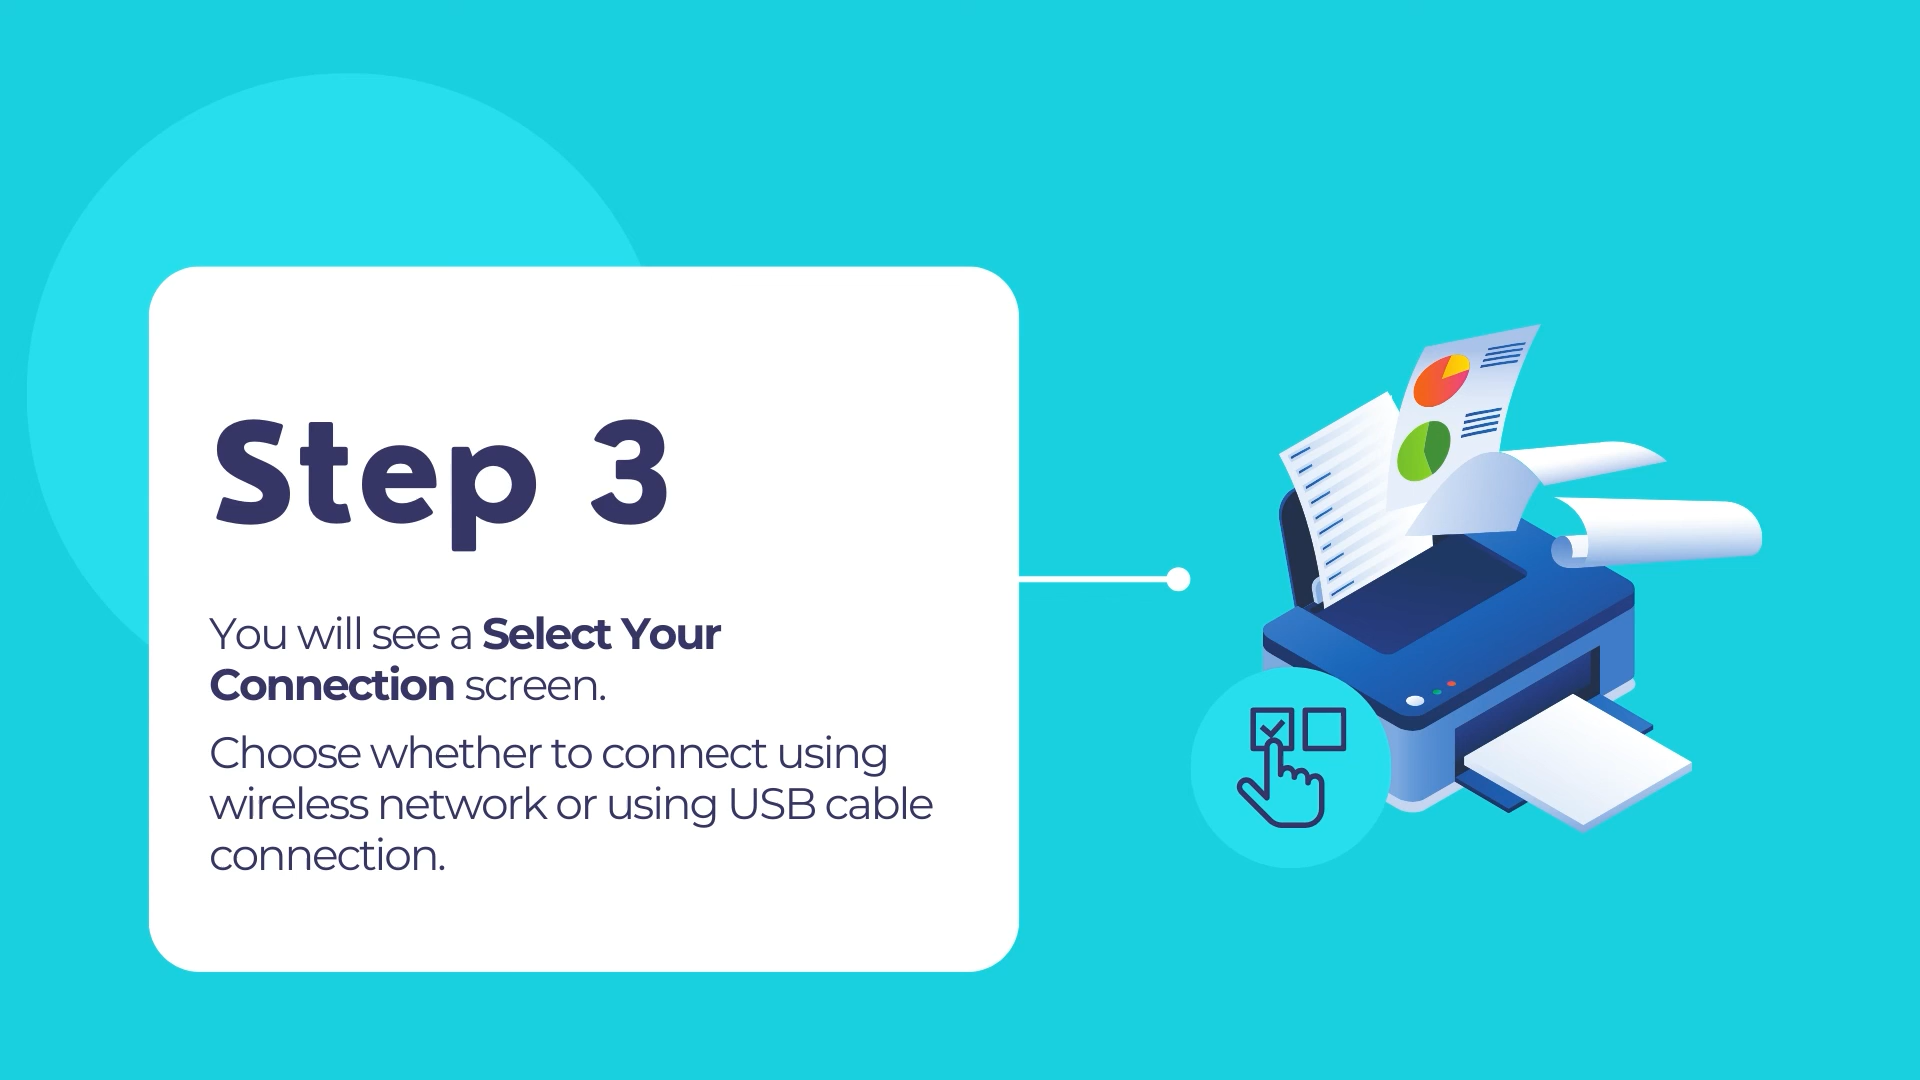 Step 3
You will see a Select Your
Connection screen.
Choose whether to connect using
wireless network or using USB cable
connection.